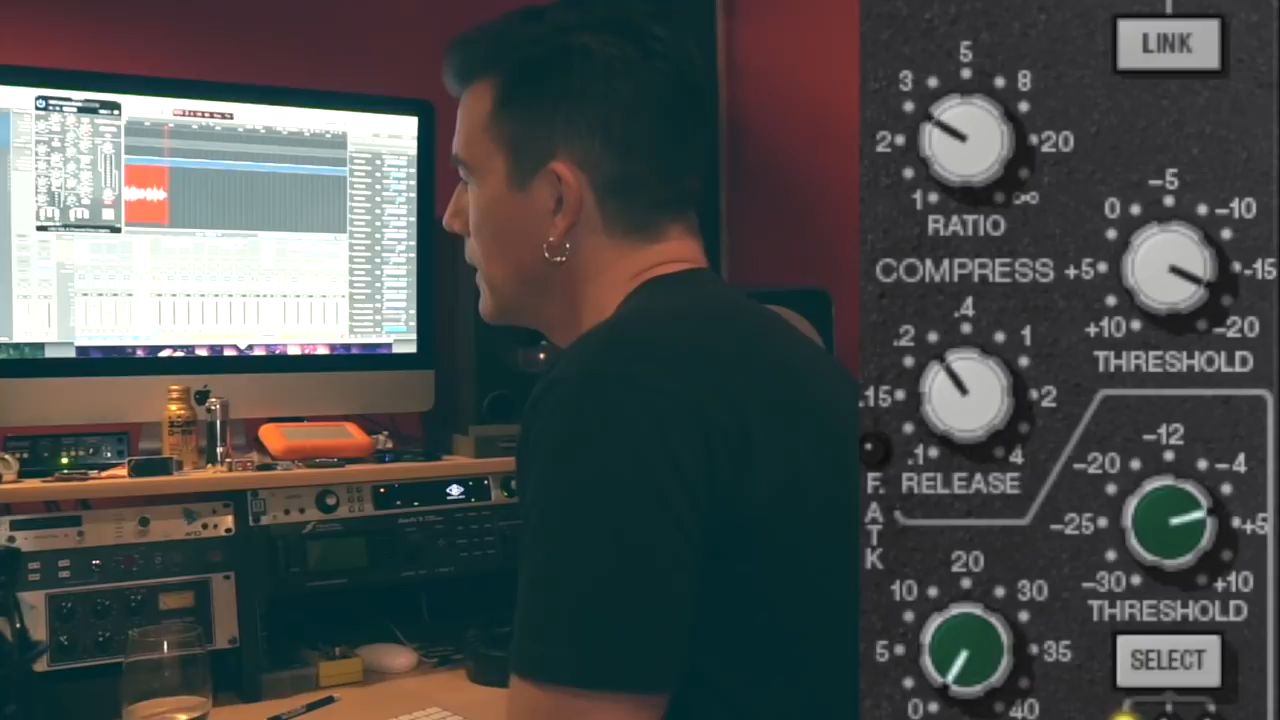 LINK
5
3 8
2 20
1 ∞
RATIO
COMPRESS
-5
0 -10
+5 -15
+10 -20
THRESHOLD
.4
.2 1
.15 2
.1 4
RELEASE
F.ATK
-12
-20 -4
-25 +5
-30 +10
THRESHOLD
20
10 30
5 35
0 40
SELECT